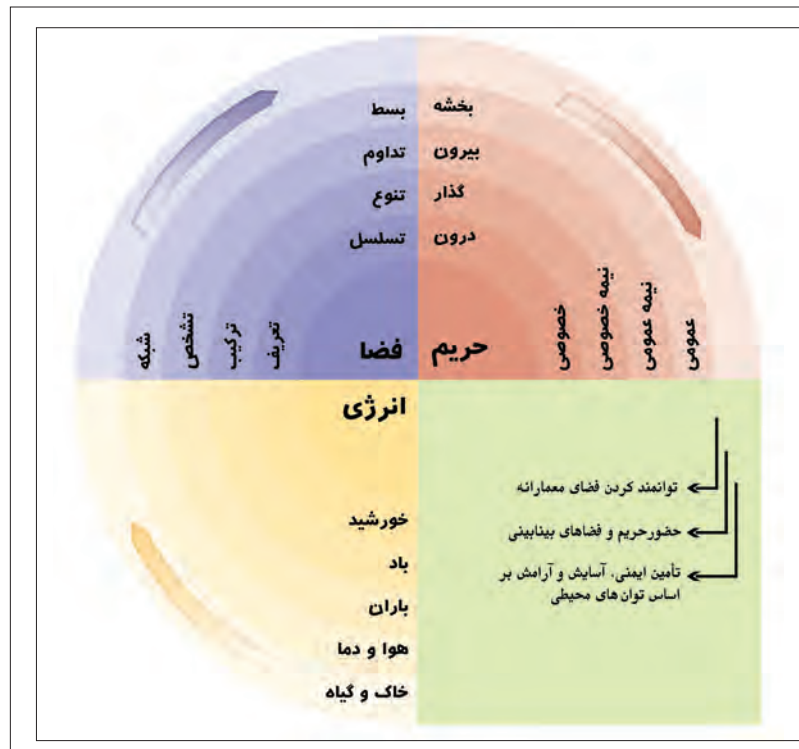 بخشه
بیرون
گذار
درون
حریم
خصوصی
نیمه خصوصی
نیمه عمومی
عمومی
بسط
تداوم
تنوع
تسلسل
فضا
تعریف
ترکیب
تشخص
شبکه
انرژی
خورشید
باد
باران
هوا و دما
خاک و گیاه
توانمند کردن فضای معمارانه
حضورحریم و فضاهای بینابینی
تأمین ایمنی، آسایش و آرامش بر
اساس توان‌های محیطی